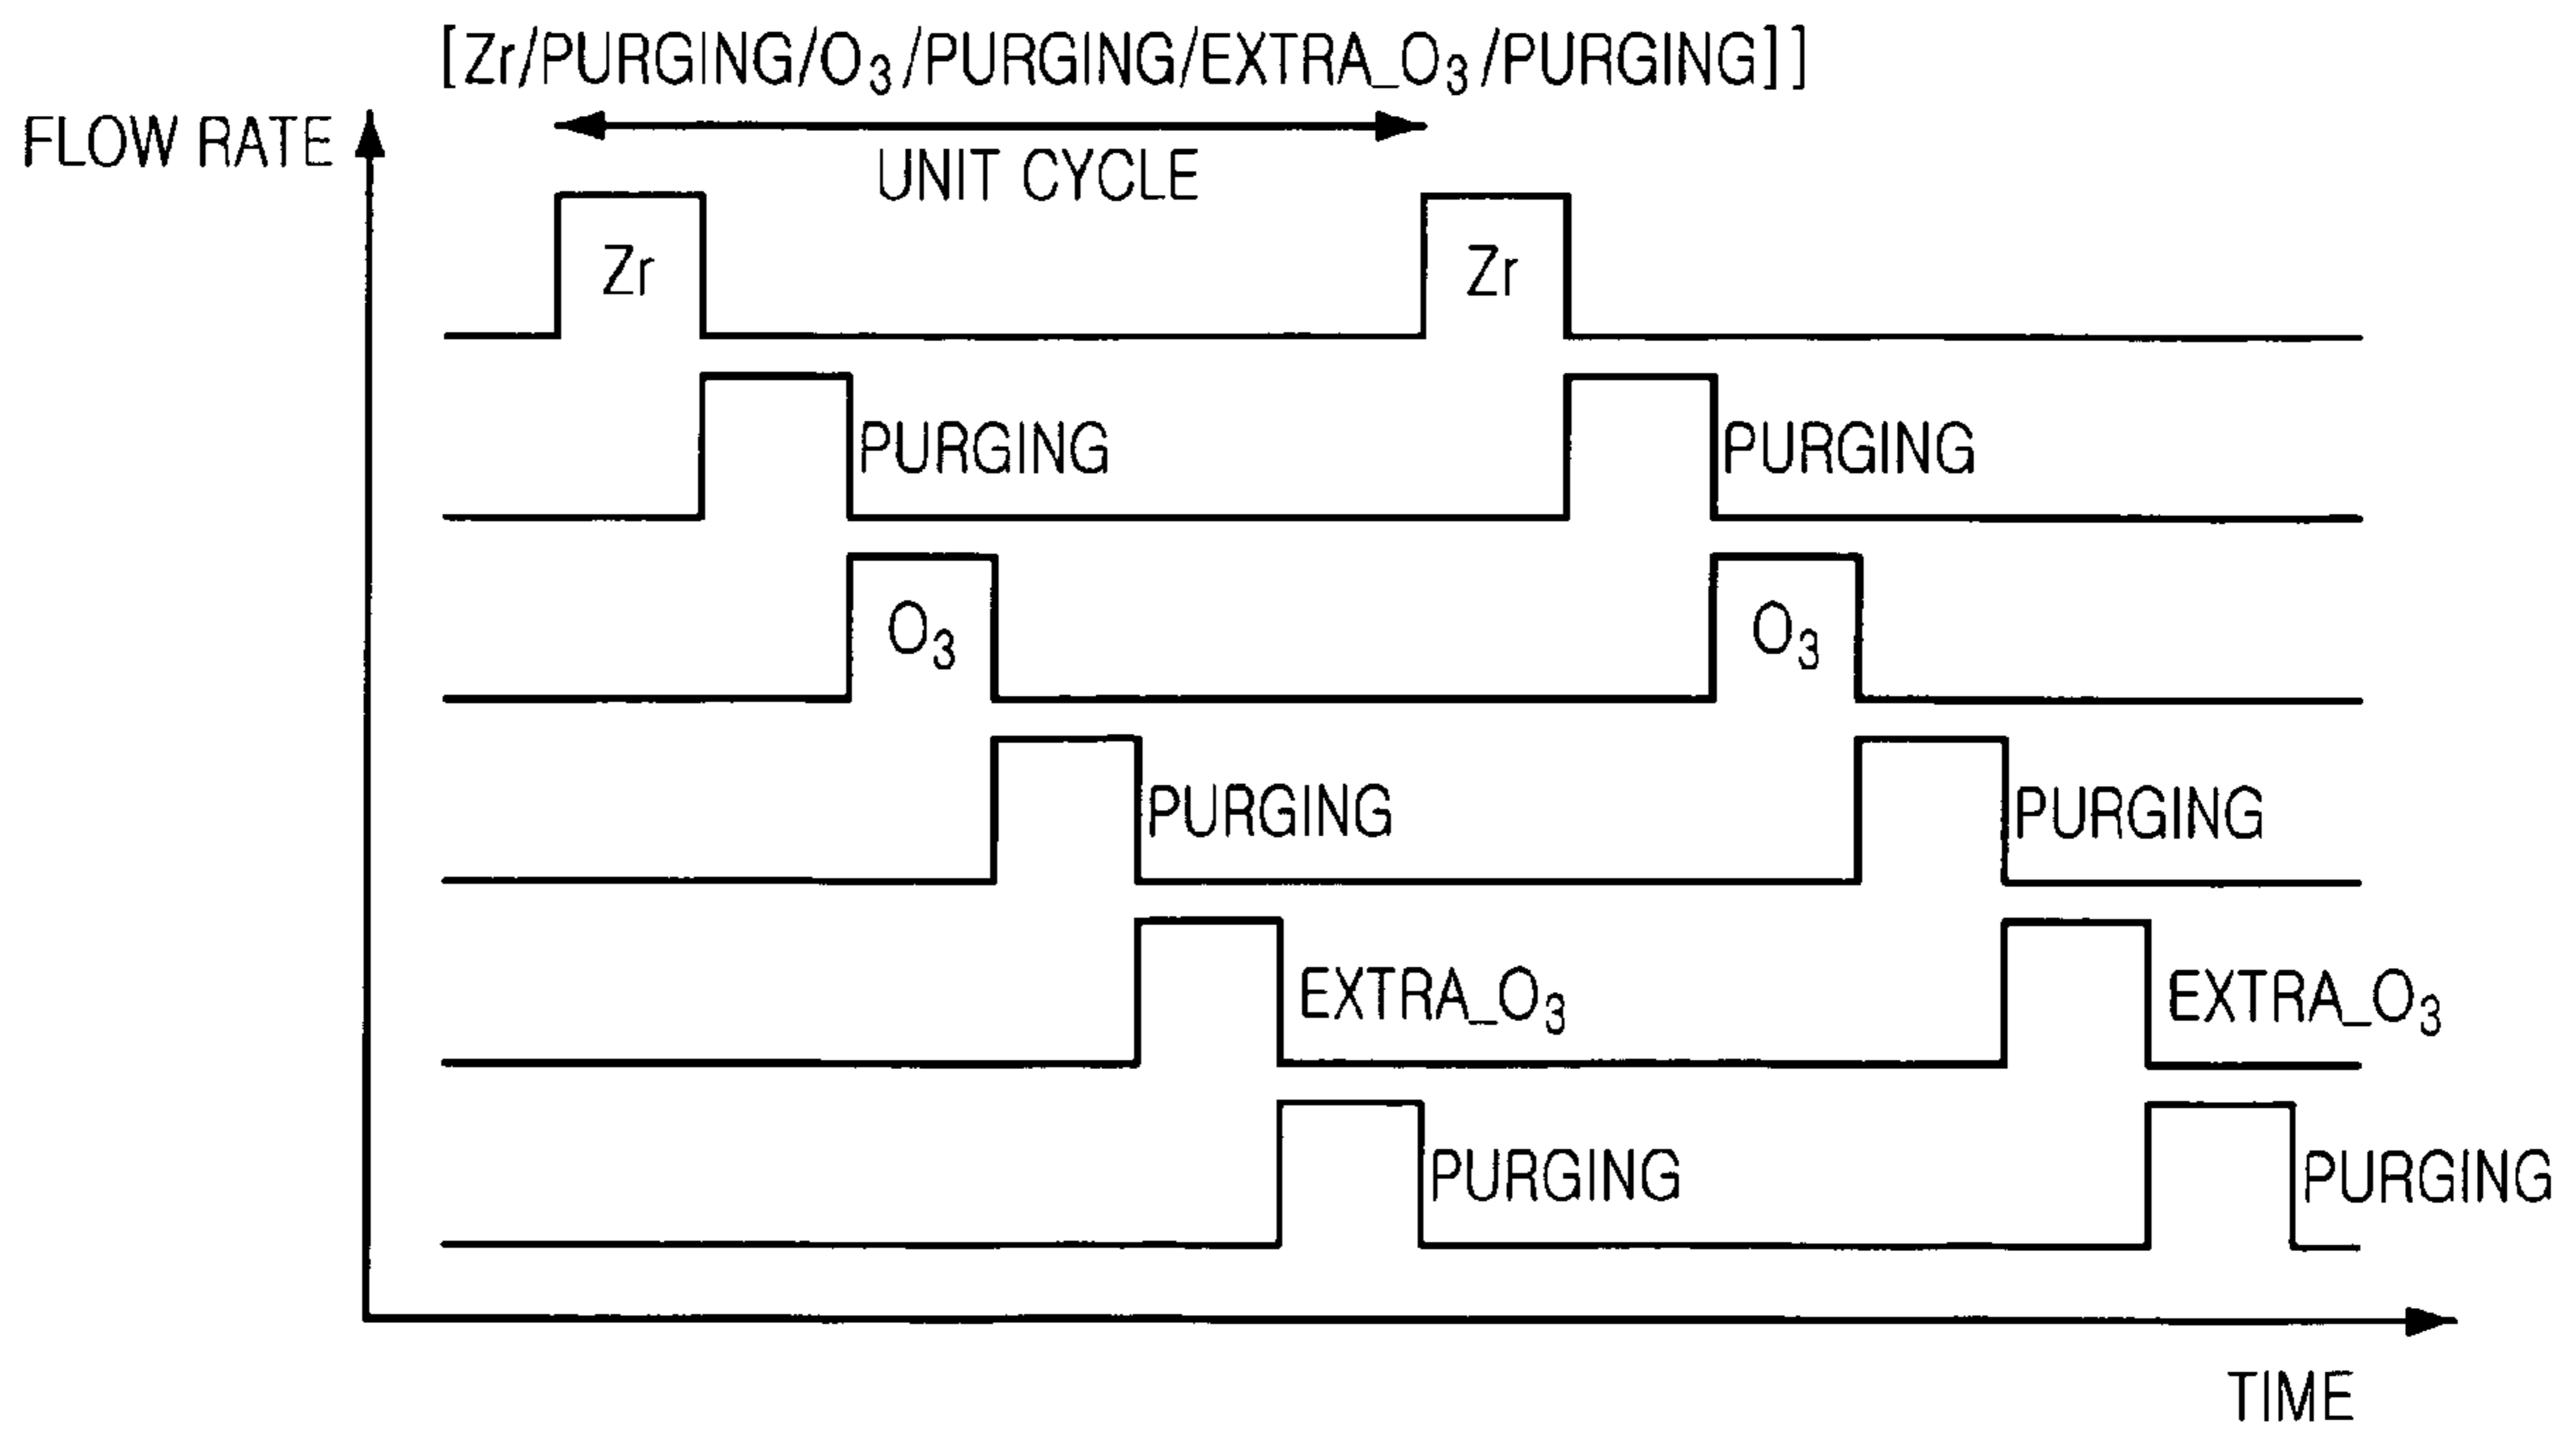 [Zr/PURGING/O₃/PURGING/EXTRA_O₃/PURGING]]
FLOW RATE
UNIT CYCLE
Zr Zr
PURGING PURGING
O₃ O₃
PURGING PURGING
EXTRA_O₃ EXTRA_O₃
PURGING PURGING
TIME